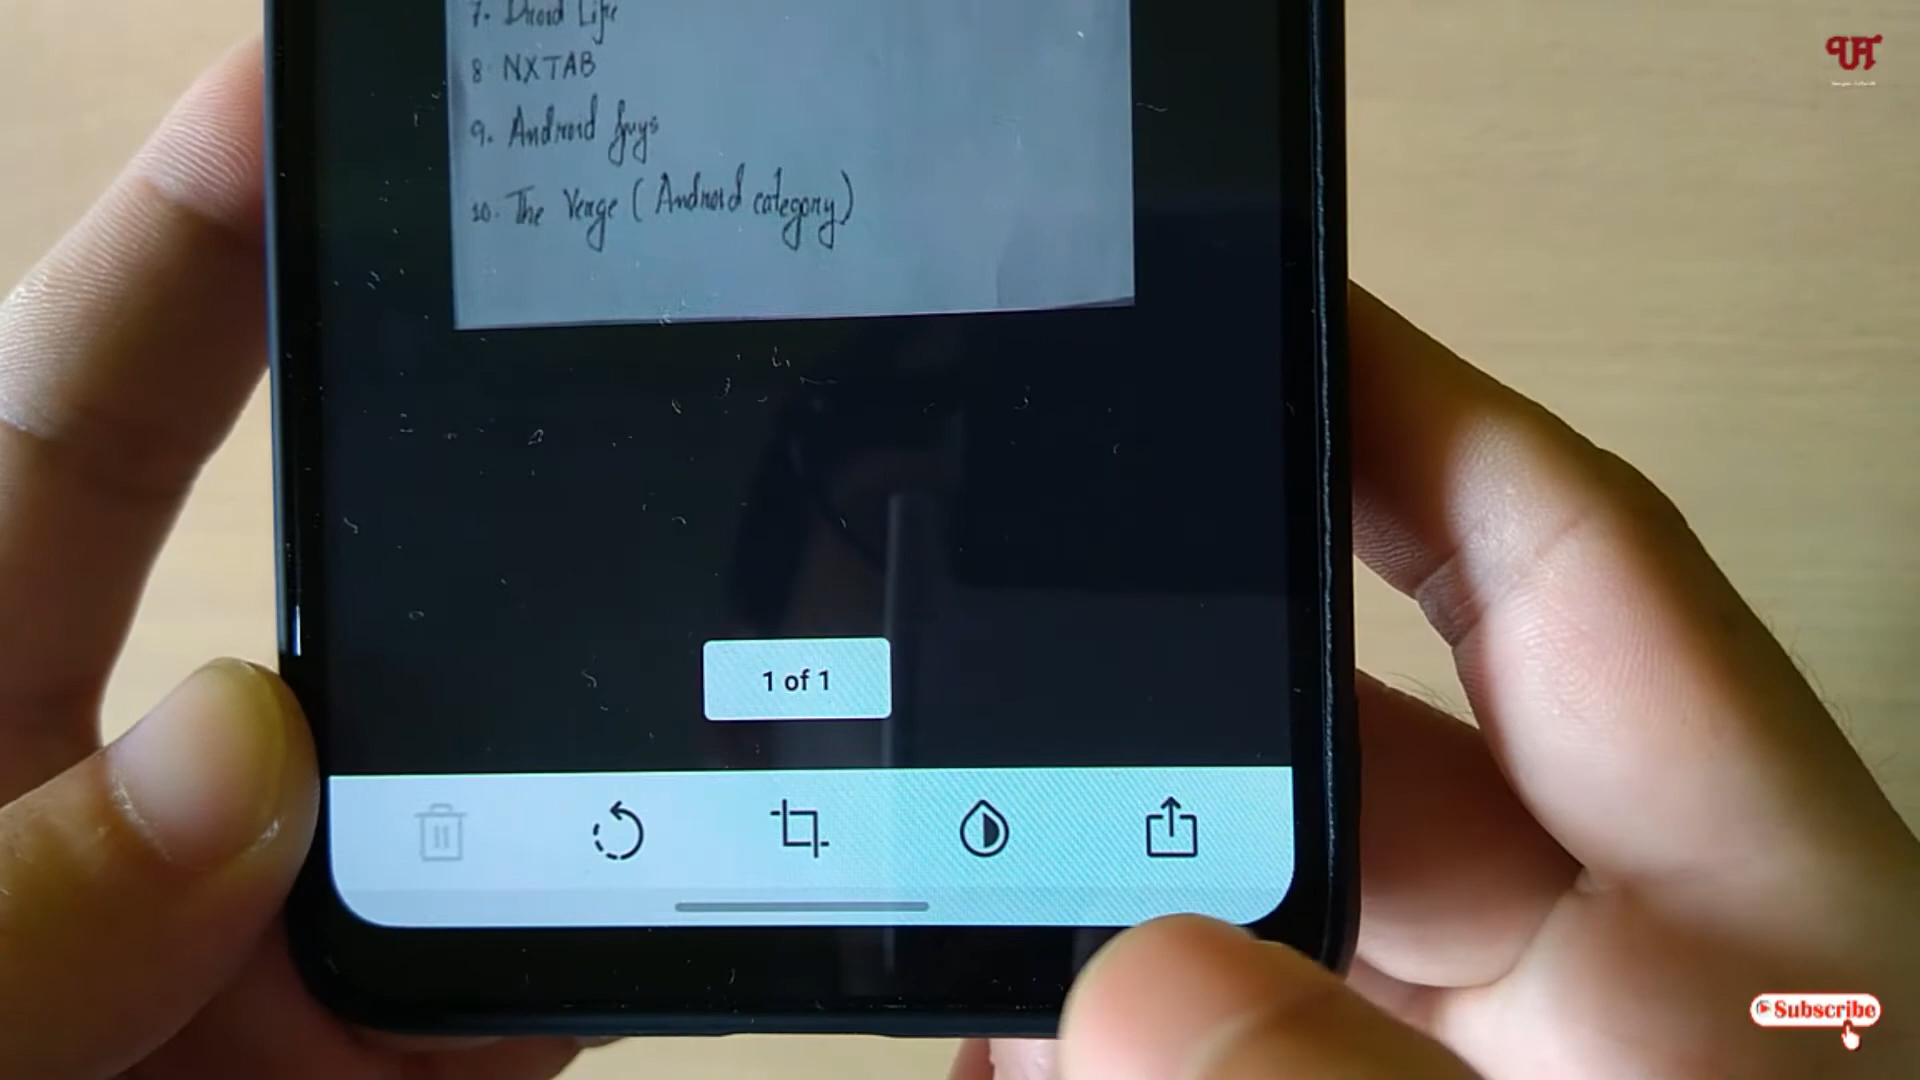 7. Droid Life
8. NXTAB
9. Android guys
10. The Verge (Android category)
1 of 1
Subscribe